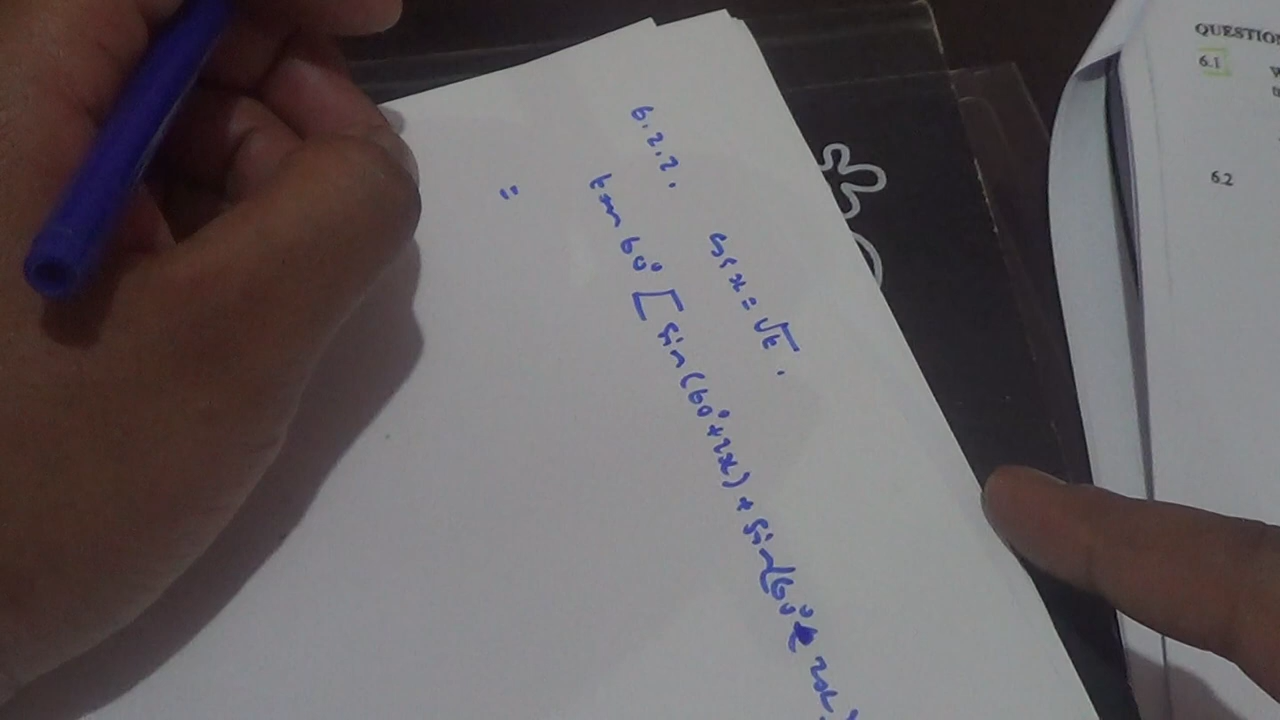 6.2.2.
cos x = √k .
tan 60° [sin(60°+2x) + sin(60° 2x)
=
QUESTION
6.1
6.2